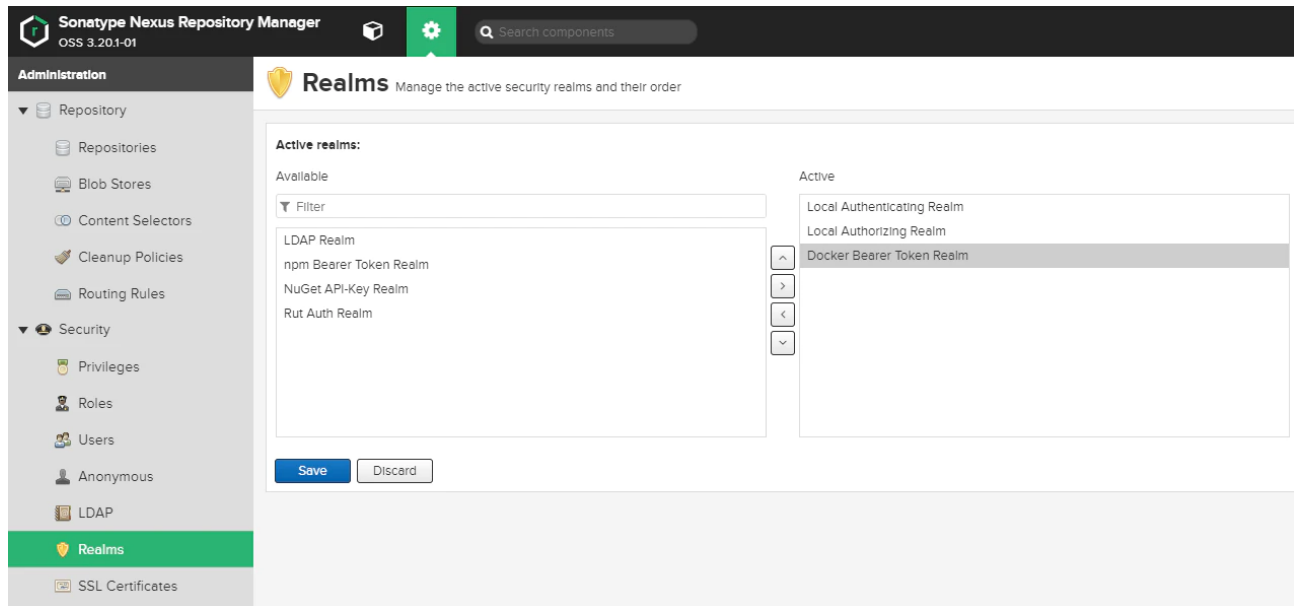 Sonatype Nexus Repository Manager
OSS 3.20.1-01
Search components
Administration
Realms Manage the active security realms and their order
Repository
Repositories
Blob Stores
Content Selectors
Cleanup Policies
Routing Rules
Security
Privileges
Roles
Users
Anonymous
LDAP
Realms
SSL Certificates
Active realms:
Available
Filter
LDAP Realm
npm Bearer Token Realm
NuGet API-Key Realm
Rut Auth Realm
Active
Local Authenticating Realm
Local Authorizing Realm
Docker Bearer Token Realm
Save
Discard